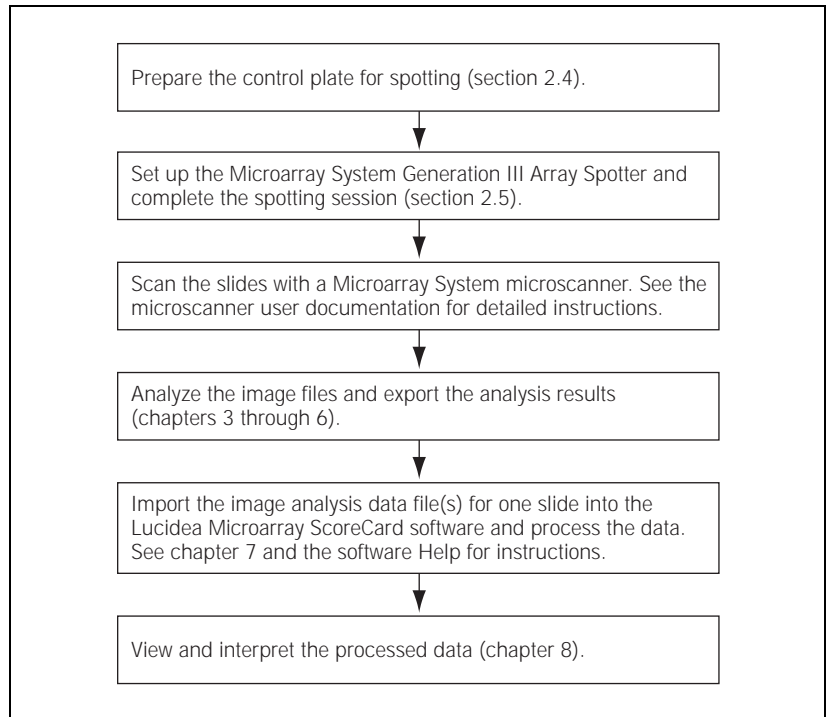 Prepare the control plate for spotting (section 2.4).
Set up the Microarray System Generation III Array Spotter and
complete the spotting session (section 2.5).
Scan the slides with a Microarray System microscanner. See the
microscanner user documentation for detailed instructions.
Analyze the image files and export the analysis results
(chapters 3 through 6).
Import the image analysis data file(s) for one slide into the
Lucidea Microarray ScoreCard software and process the data.
See chapter 7 and the software Help for instructions.
View and interpret the processed data (chapter 8).